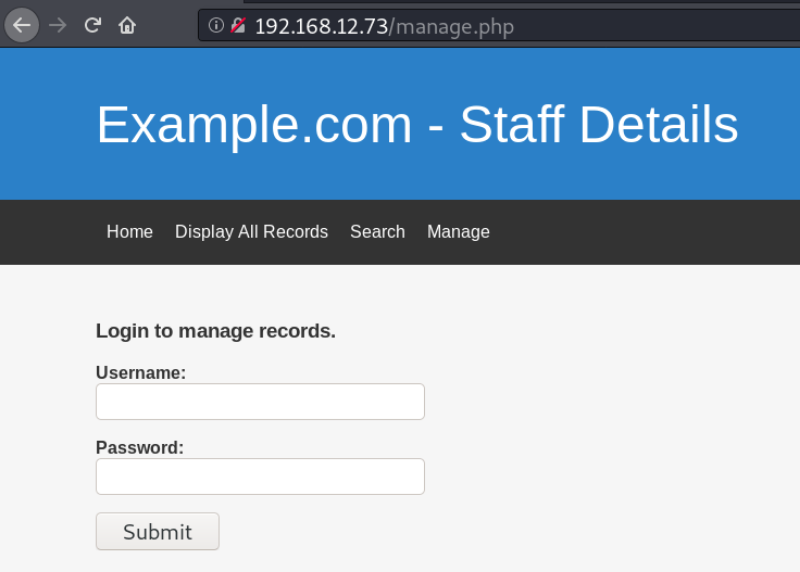 192.168.12.73/manage.php
Example.com - Staff Details
Home Display All Records Search Manage
Login to manage records.
Username:
Password:
Submit